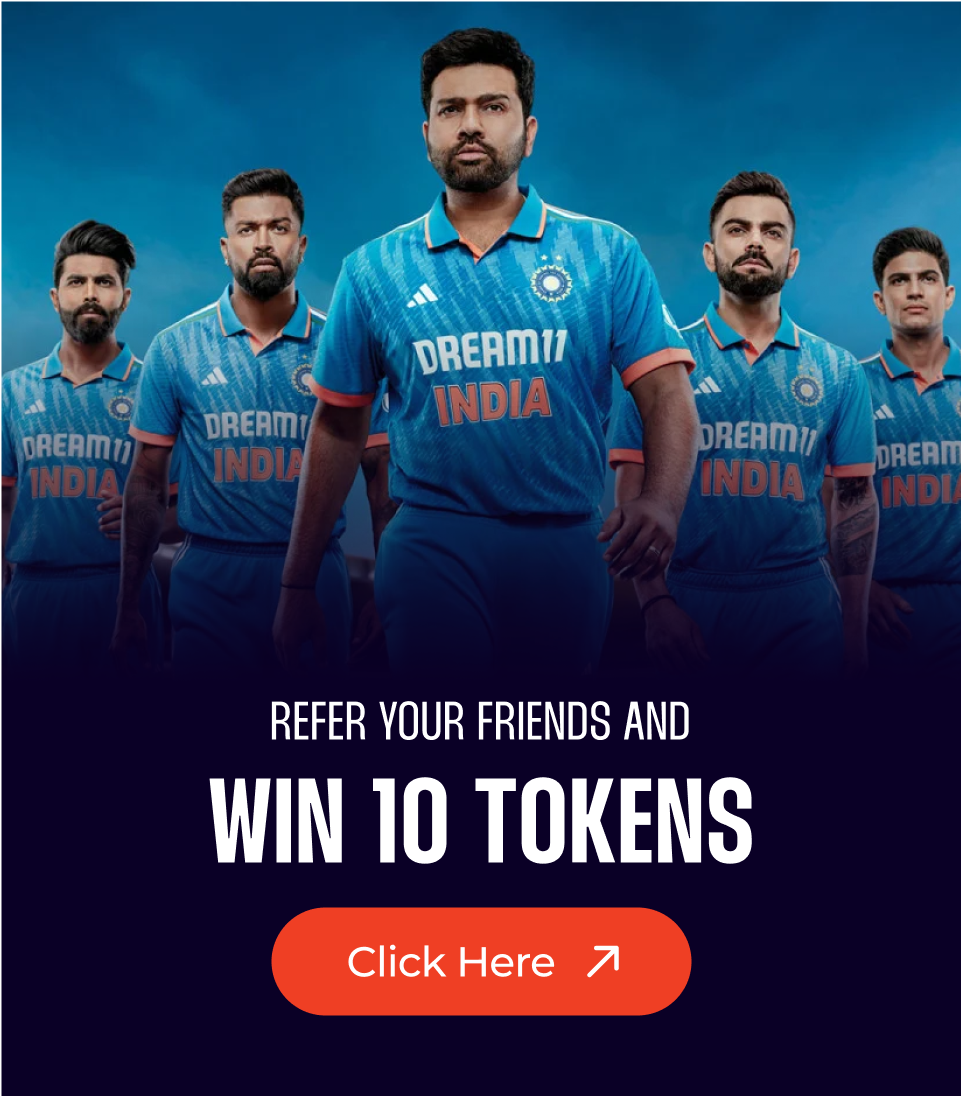 DREAM11
INDIA
DREAM11
INDIA
DREAM11
INDIA
DREAM11
INDIA
DREAM
INDIA
REFER YOUR FRIENDS AND
WIN 10 TOKENS
Click Here